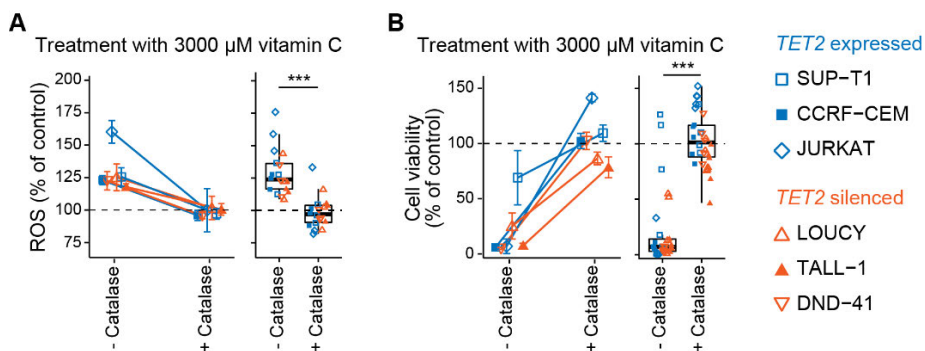 A
Treatment with 3000 µM vitamin C
ROS (% of control)
200
175
150
125
100
75
***
- Catalase
+ Catalase
- Catalase
+ Catalase
B
Treatment with 3000 µM vitamin C
Cell viability
(% of control)
150
100
50
0
***
- Catalase
+ Catalase
- Catalase
+ Catalase
TET2 expressed
SUP−T1
CCRF−CEM
JURKAT
TET2 silenced
LOUCY
TALL−1
DND−41